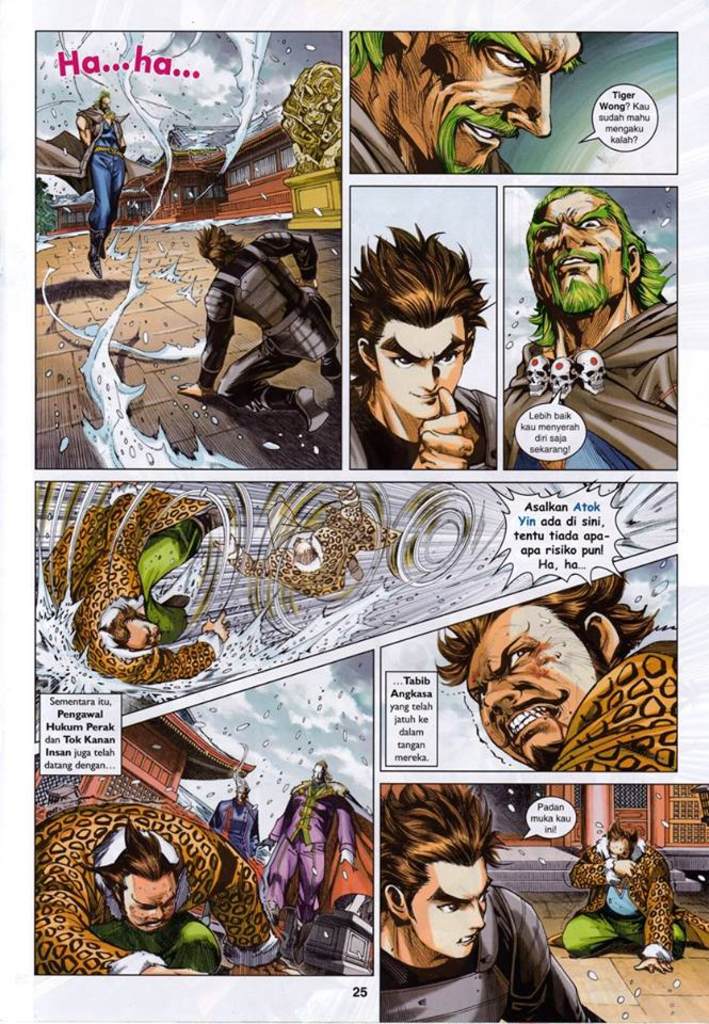 Ha...ha...
Tiger
Wong? Kau
sudah mahu
mengaku
kalah?
Lebih baik
kau menyerah
diri saja
sekarang!
Asalkan Atok
Yin ada di sini,
tentu tiada apa-
apa risiko pun!
Ha, ha...
Sementara itu,
Pengawal
Hukum Perak
dan Tok Kanan
Insan juga telah
datang dengan...
...Tabib
Angkasa
yang telah
jatuh ke
dalam
tangan
mereka.
Padan
muka kau
ini!
25